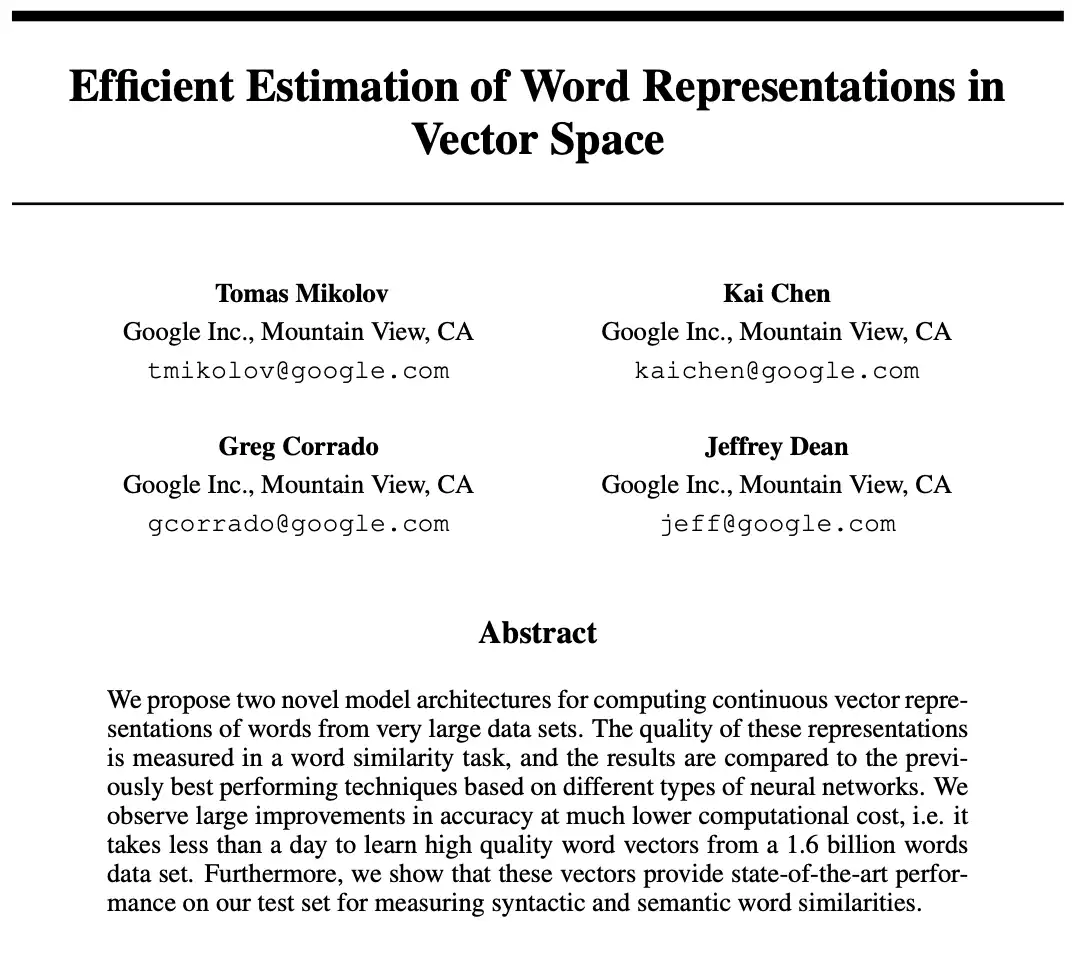 Efficient Estimation of Word Representations in
Vector Space
Tomas Mikolov
Google Inc., Mountain View, CA
tmikolov@google.com
Kai Chen
Google Inc., Mountain View, CA
kaichen@google.com
Greg Corrado
Google Inc., Mountain View, CA
gcorrado@google.com
Jeffrey Dean
Google Inc., Mountain View, CA
jeff@google.com
Abstract
We propose two novel model architectures for computing continuous vector repre-
sentations of words from very large data sets. The quality of these representations
is measured in a word similarity task, and the results are compared to the previ-
ously best performing techniques based on different types of neural networks. We
observe large improvements in accuracy at much lower computational cost, i.e. it
takes less than a day to learn high quality word vectors from a 1.6 billion words
data set. Furthermore, we show that these vectors provide state-of-the-art perfor-
mance on our test set for measuring syntactic and semantic word similarities.